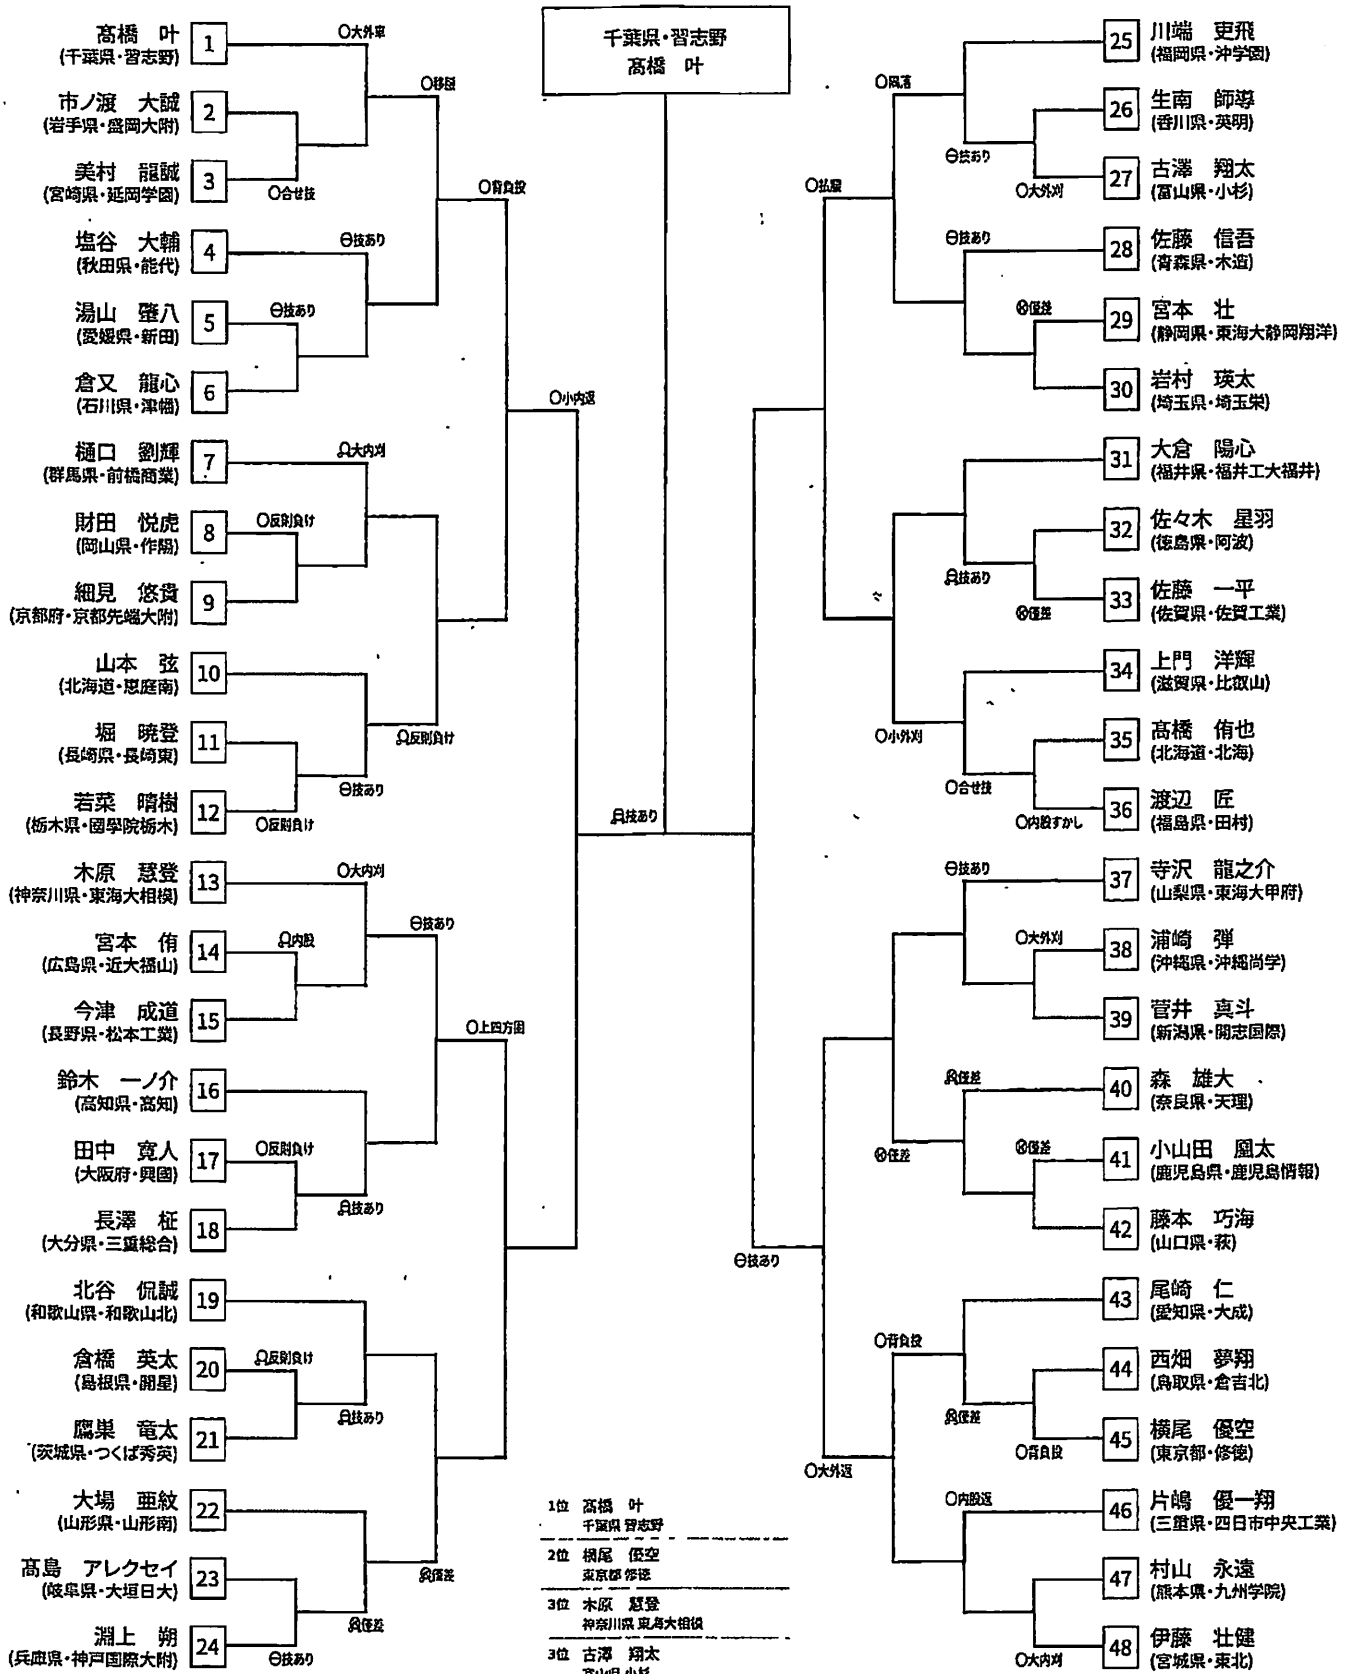 千葉県・習志野
髙橋 叶
髙橋 叶
(千葉県・習志野)
1
○大外車
市ノ渡 大誠
(岩手県・盛岡大附)
2
美村 龍誠
(宮崎県・延岡学園)
3
○合せ技
○移腰
塩谷 大輔
(秋田県・能代)
4
⊖技あり
湯山 肇八
(愛媛県・新田)
5
⊖技あり
倉又 龍心
(石川県・津幡)
6
○背負投
樋口 劉輝
(群馬県・前橋商業)
7
大内刈
財田 悦虎
(岡山県・作陽)
8
○反則負け
細見 悠貴
(京都府・京都先端大附)
9
山本 弦
(北海道・恵庭南)
10
反則負け
堀 暁登
(長崎県・長崎東)
11
⊖技あり
若菜 晴樹
(栃木県・國學院栃木)
12
○反則負け
○小内返
木原 慧登
(神奈川県・東海大相模)
13
○大内刈
宮本 侑
(広島県・近大福山)
14
内股
今津 成道
(長野県・松本工業)
15
⊖技あり
鈴木 一ノ介
(高知県・高知)
16
田中 寛人
(大阪府・興國)
17
○反則負け
長澤 柾
(大分県・三重総合)
18
技あり
○上四方固
北谷 侃誠
(和歌山県・和歌山北)
19
倉橋 英太
(島根県・開星)
20
反則負け
鷹巣 竜太
(茨城県・つくば秀英)
21
技あり
大場 亜紋
(山形県・山形南)
22
僅差
髙島 アレクセイ
(岐阜県・大垣日大)
23
僅差
淵上 朔
(兵庫県・神戸国際大附)
24
⊖技あり
技あり
25
川端 吏飛
(福岡県・沖学園)
○隅落
26
生南 師導
(香川県・英明)
⊖技あり
27
古澤 翔太
(富山県・小杉)
○大外刈
○払腰
28
佐藤 信吾
(青森県・木造)
⊖技あり
29
宮本 壮
(静岡県・東海大静岡翔洋)
⊗僅差
30
岩村 瑛太
(埼玉県・埼玉栄)
31
大倉 陽心
(福井県・福井工大福井)
32
佐々木 星羽
(徳島県・阿波)
技あり
33
佐藤 一平
(佐賀県・佐賀工業)
⊗僅差
34
上門 洋輝
(滋賀県・比叡山)
○小外刈
35
髙橋 侑也
(北海道・北海)
○合せ技
36
渡辺 匠
(福島県・田村)
○内股すかし
37
寺沢 龍之介
(山梨県・東海大甲府)
⊖技あり
38
浦崎 弾
(沖縄県・沖縄尚学)
○大外刈
39
菅井 真斗
(新潟県・開志国際)
40
森 雄大
(奈良県・天理)
僅差
⊗僅差
41
小山田 凰太
(鹿児島県・鹿児島情報)
⊗僅差
42
藤本 巧海
(山口県・萩)
⊖技あり
43
尾崎 仁
(愛知県・大成)
○背負投
44
西畑 夢翔
(鳥取県・倉吉北)
僅差
45
横尾 優空
(東京都・修徳)
○背負投
○大外返
46
片嶋 優一翔
(三重県・四日市中央工業)
○内股返
47
村山 永遠
(熊本県・九州学院)
48
伊藤 壮健
(宮城県・東北)
○大内刈
1位 髙橋 叶
千葉県 習志野
2位 横尾 優空
東京都 修徳
3位 木原 慧登
神奈川県 東海大相模
3位 古澤 翔太
富山県 小杉